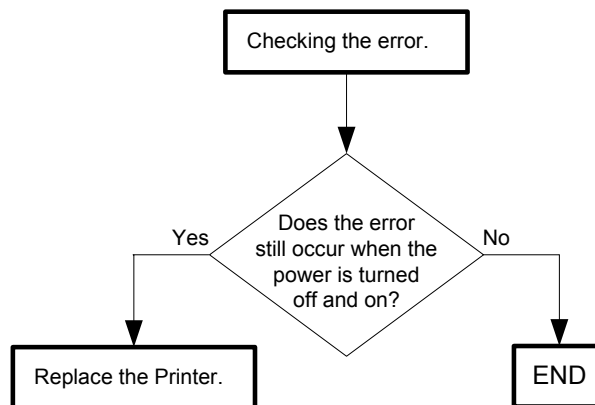 Checking the error.
Does the error
still occur when the
power is turned
off and on?
Yes
No
Replace the Printer.
END